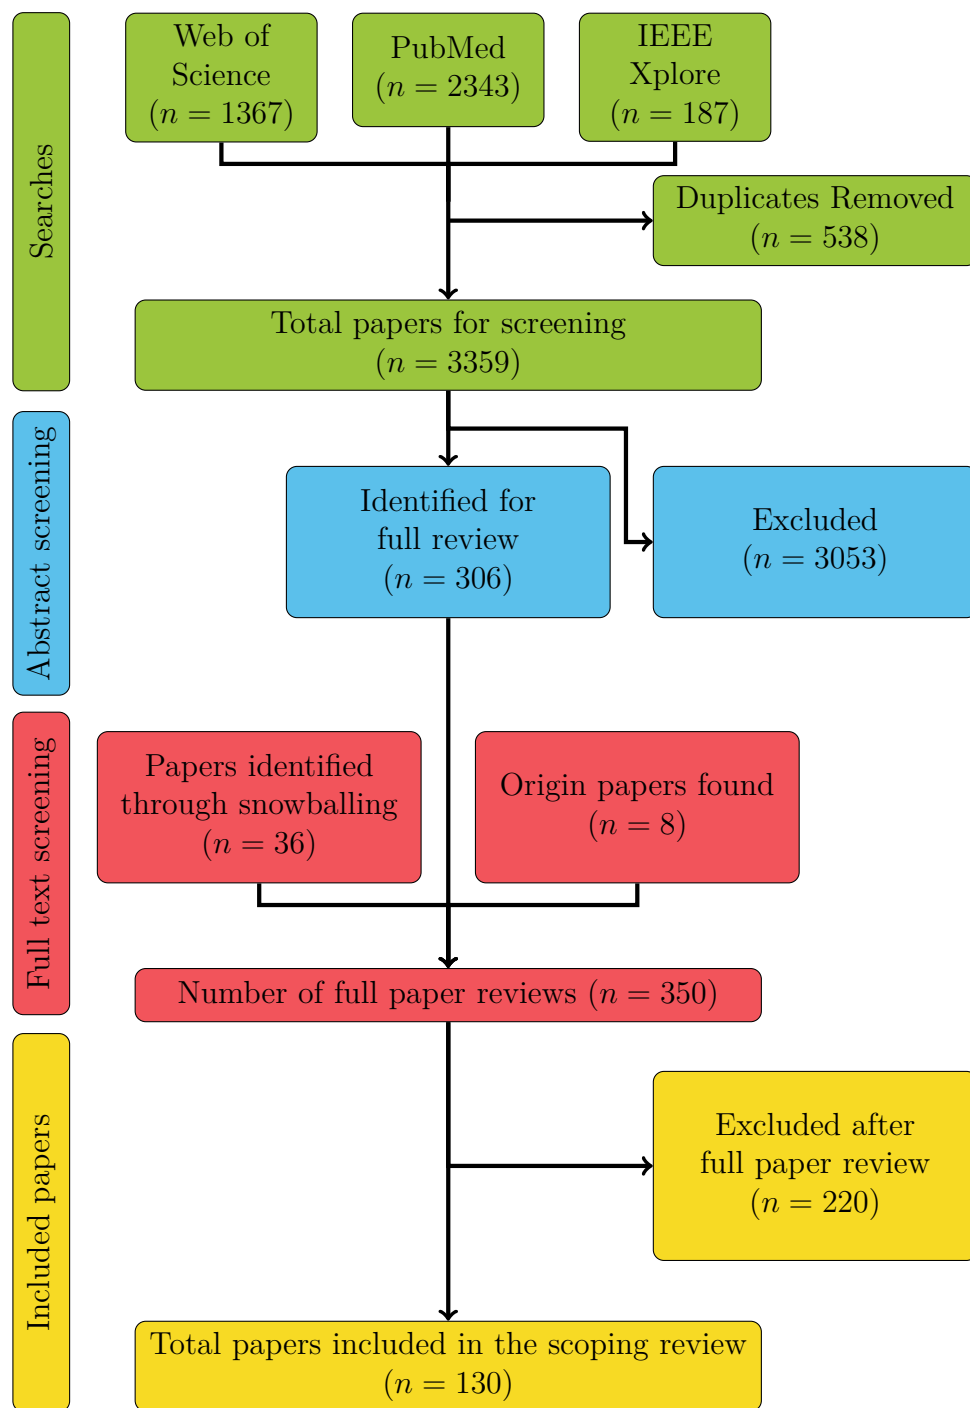 Searches
Web of
Science
(n = 1367)
PubMed
(n = 2343)
IEEE
Xplore
(n = 187)
Duplicates Removed
(n = 538)
Total papers for screening
(n = 3359)
Abstract screening
Identified for
full review
(n = 306)
Excluded
(n = 3053)
Full text screening
Papers identified
through snowballing
(n = 36)
Origin papers found
(n = 8)
Number of full paper reviews (n = 350)
Included papers
Excluded after
full paper review
(n = 220)
Total papers included in the scoping review
(n = 130)